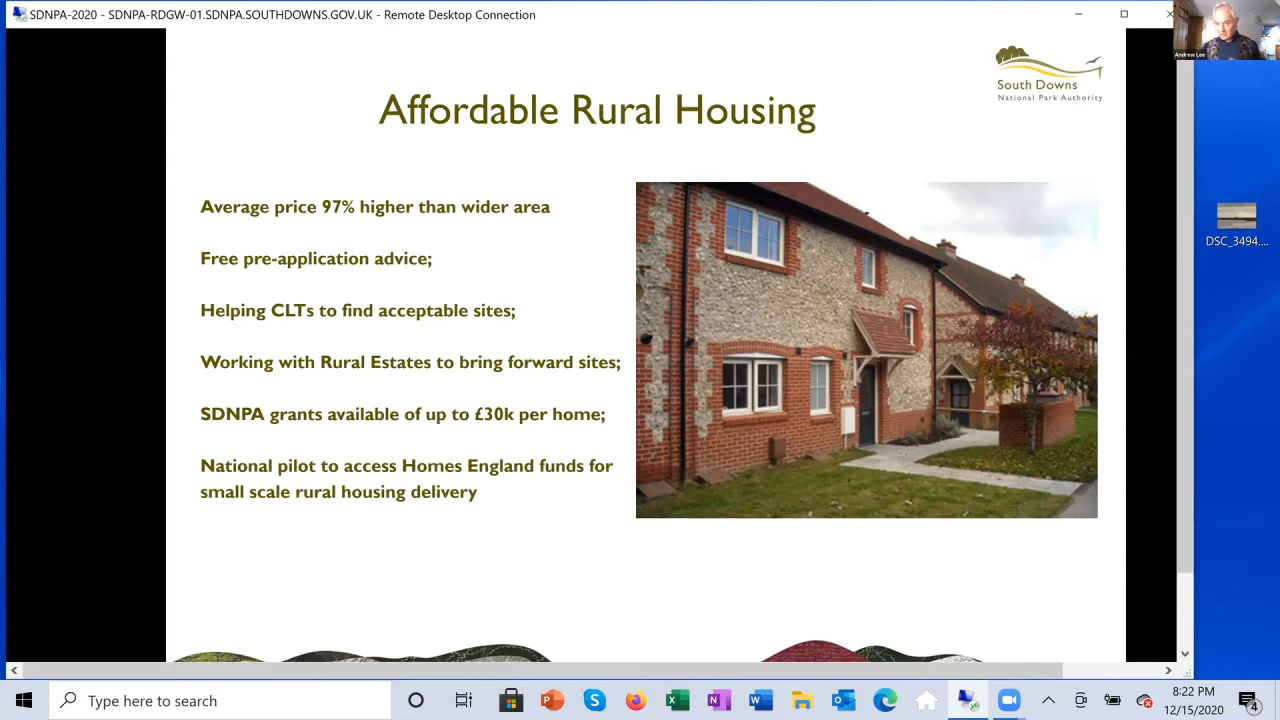 SDNPA-2020 - SDNPA-RDGW-01.SDNPA.SOUTHDOWNS.GOV.UK - Remote Desktop Connection
Andrew Lee
South Downs
National Park Authority
Affordable Rural Housing
Average price 97% higher than wider area
Free pre-application advice;
Helping CLTs to find acceptable sites;
Working with Rural Estates to bring forward sites;
SDNPA grants available of up to £30k per home;
National pilot to access Homes England funds for
small scale rural housing delivery
DSC_3494....
Type here to search
8:22 PM
12/15/2020
4